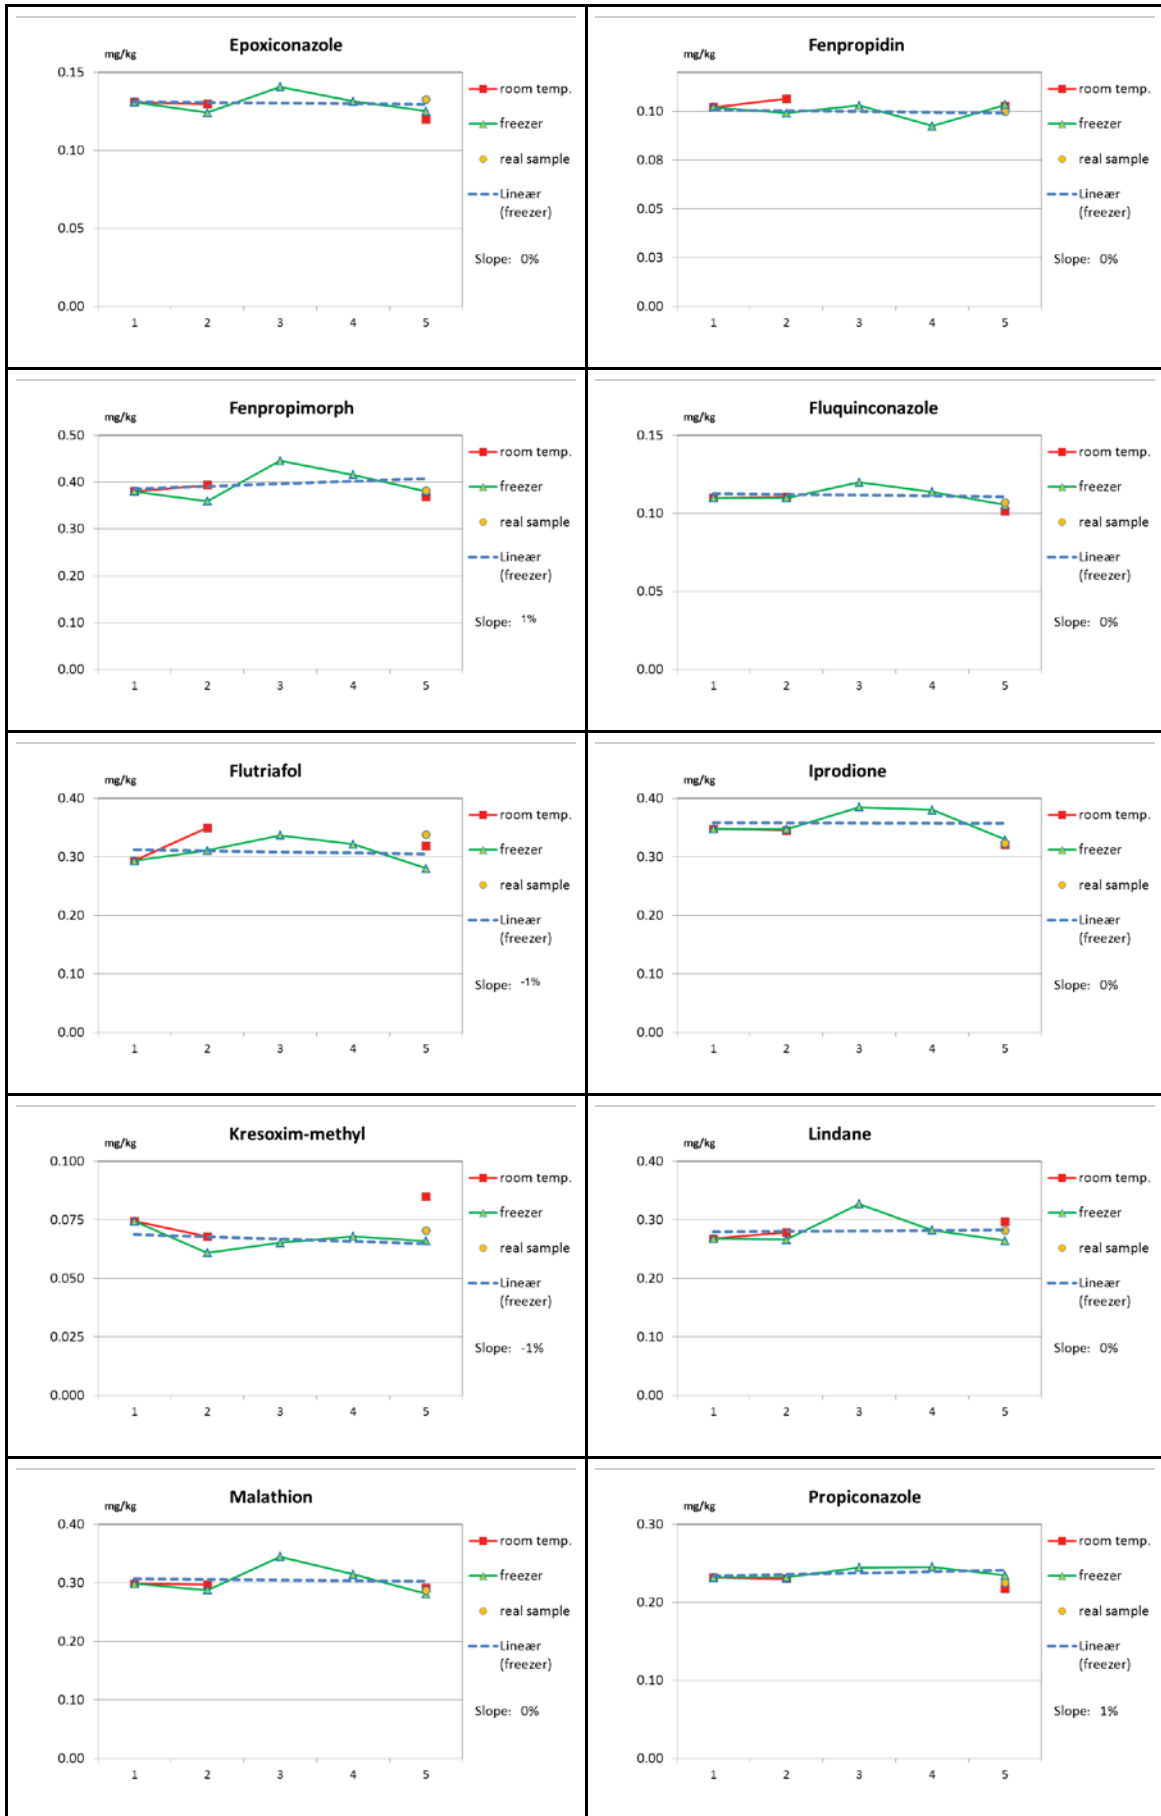 Epoxiconazole
mg/kg
0.15
0.10
0.05
0.00
1 2 3 4 5
room temp.
freezer
real sample
Lineær
(freezer)
Slope: 0%
Fenpropidin
mg/kg
0.10
0.08
0.05
0.03
0.00
1 2 3 4 5
room temp.
freezer
real sample
Lineær
(freezer)
Slope: 0%
Fenpropimorph
mg/kg
0.50
0.40
0.30
0.20
0.10
0.00
1 2 3 4 5
room temp.
freezer
real sample
Lineær
(freezer)
Slope: 1%
Fluquinconazole
mg/kg
0.15
0.10
0.05
0.00
1 2 3 4 5
room temp.
freezer
real sample
Lineær
(freezer)
Slope: 0%
Flutriafol
mg/kg
0.40
0.30
0.20
0.10
0.00
1 2 3 4 5
room temp.
freezer
real sample
Lineær
(freezer)
Slope: -1%
Iprodione
mg/kg
0.40
0.30
0.20
0.10
0.00
1 2 3 4 5
room temp.
freezer
real sample
Lineær
(freezer)
Slope: 0%
Kresoxim-methyl
mg/kg
0.100
0.075
0.050
0.025
0.000
1 2 3 4 5
room temp.
freezer
real sample
Lineær
(freezer)
Slope: -1%
Lindane
mg/kg
0.40
0.30
0.20
0.10
0.00
1 2 3 4 5
room temp.
freezer
real sample
Lineær
(freezer)
Slope: 0%
Malathion
mg/kg
0.40
0.30
0.20
0.10
0.00
1 2 3 4 5
room temp.
freezer
real sample
Lineær
(freezer)
Slope: 0%
Propiconazole
mg/kg
0.30
0.20
0.10
0.00
1 2 3 4 5
room temp.
freezer
real sample
Lineær
(freezer)
Slope: 1%